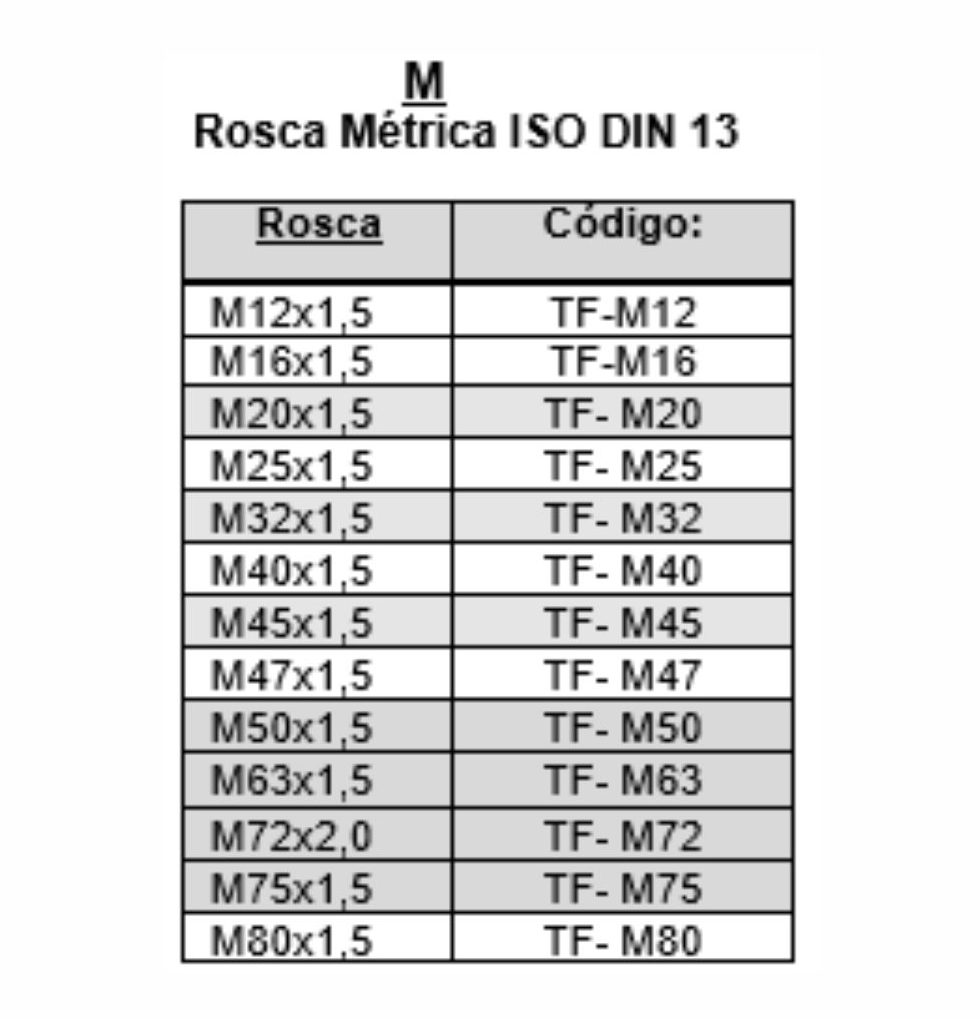 M
Rosca Métrica ISO DIN 13
Rosca Código:
M12x1,5 TF-M12
M16x1,5 TF-M16
M20x1,5 TF- M20
M25x1,5 TF- M25
M32x1,5 TF- M32
M40x1,5 TF- M40
M45x1,5 TF- M45
M47x1,5 TF- M47
M50x1,5 TF- M50
M63x1,5 TF- M63
M72x2,0 TF- M72
M75x1,5 TF- M75
M80x1,5 TF- M80